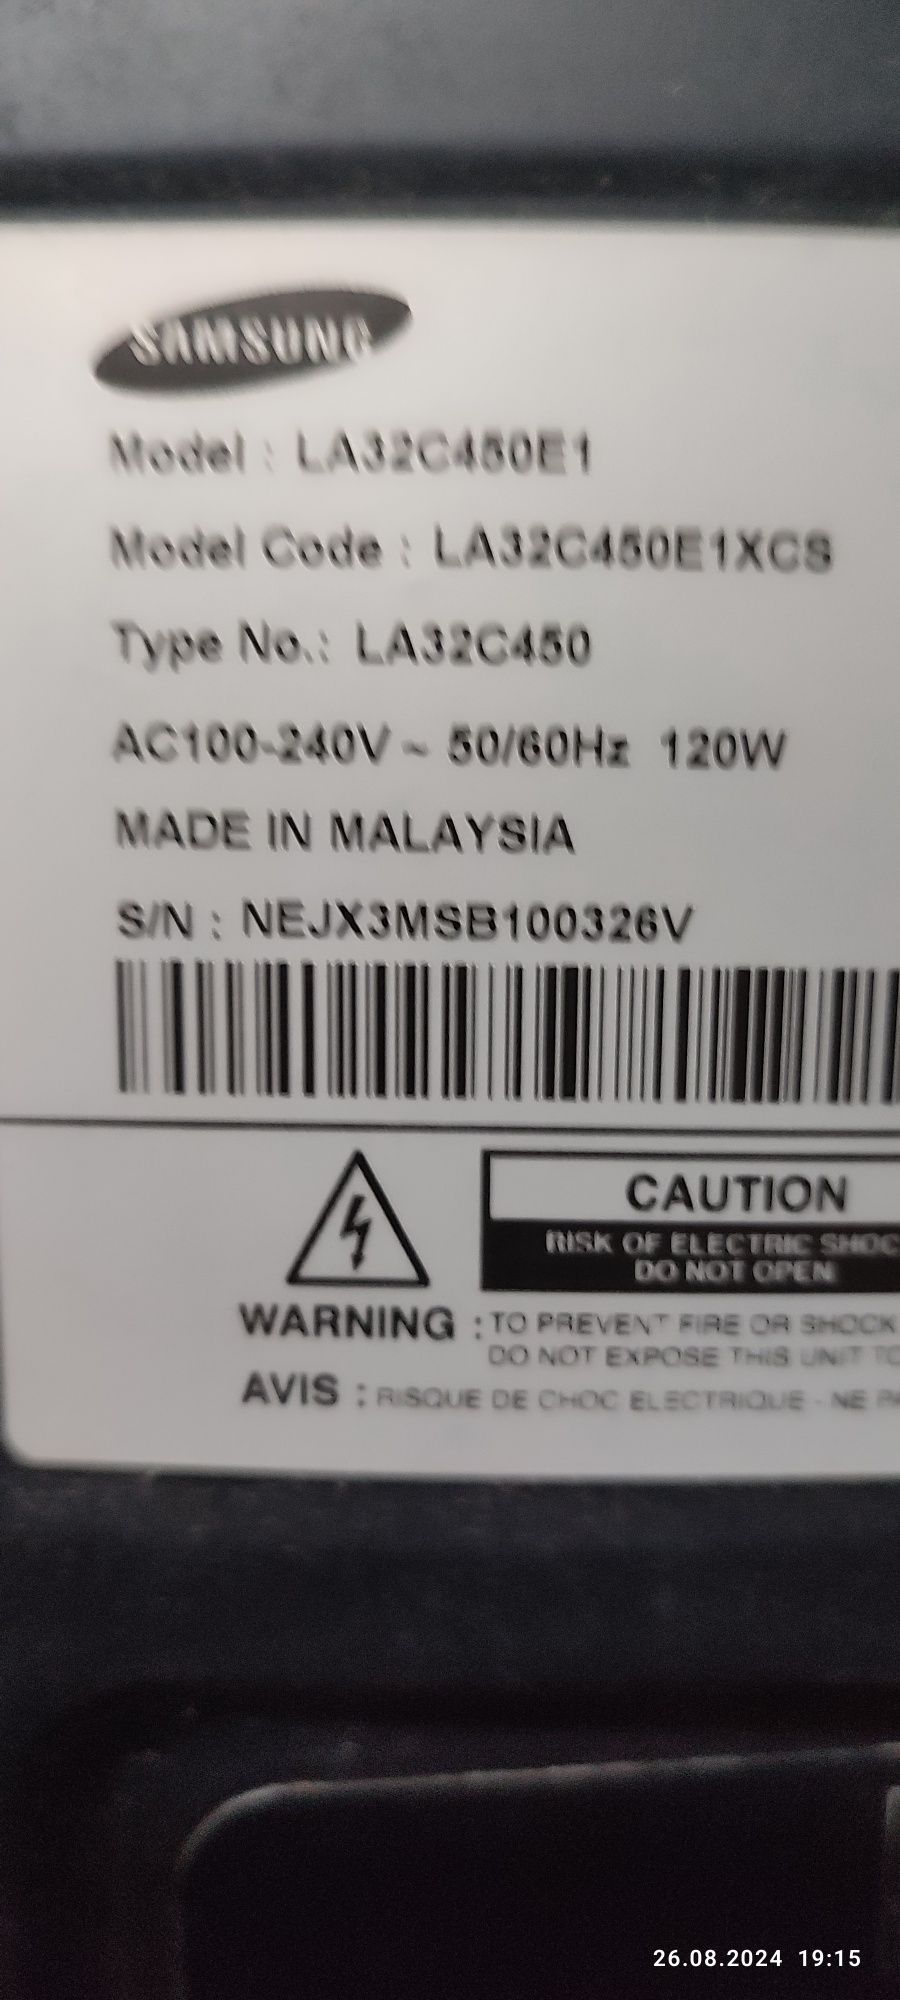 SAMSUNG
Model : LA32C450E1
Model Code : LA32C450E1XCS
Type No.: LA32C450
AC100-240V ~ 50/60Hz 120W
MADE IN MALAYSIA
S/N : NEJX3MSB100326V
CAUTION
RISK OF ELECTRIC SHOC
DO NOT OPEN
WARNING : TO PREVENT FIRE OR SHOCK
DO NOT EXPOSE THIS UNIT TO
AVIS : RISQUE DE CHOC ELECTRIQUE - NE
26.08.2024 19:15